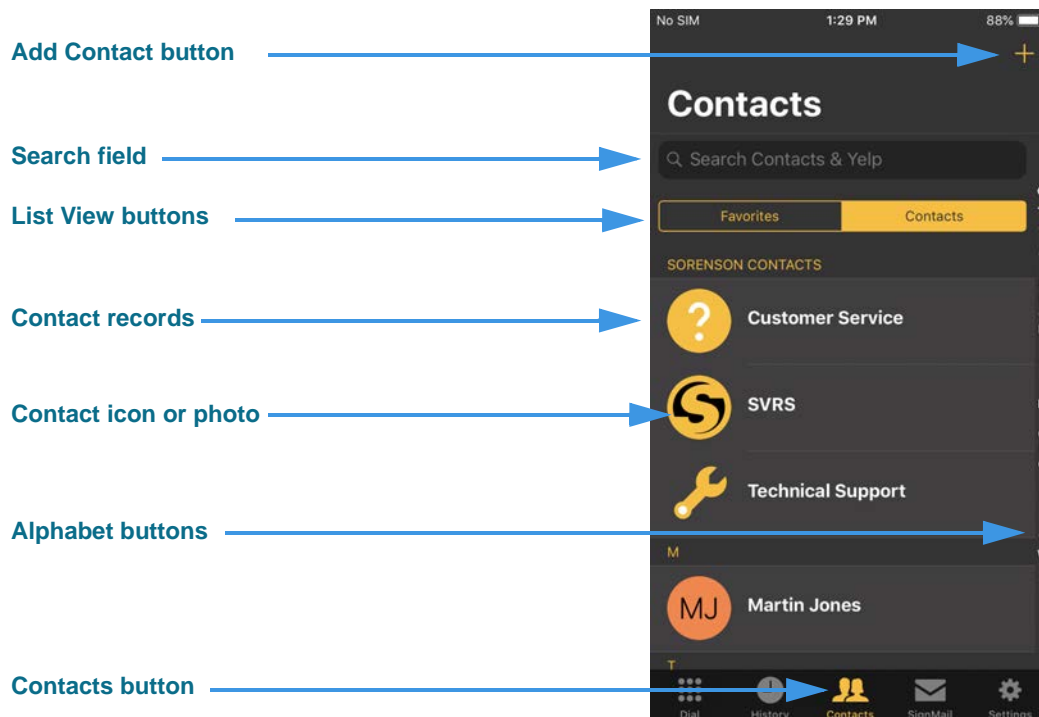 No SIM 1:29 PM 88%
Add Contact button
+
Contacts
Search field
Search Contacts & Yelp
List View buttons
Favorites Contacts
SORENSON CONTACTS
Contact records
? Customer Service
Contact icon or photo
S SVRS
Technical Support
Alphabet buttons
M
MJ Martin Jones
T
Contacts button
Dial History Contacts SignMail Settings